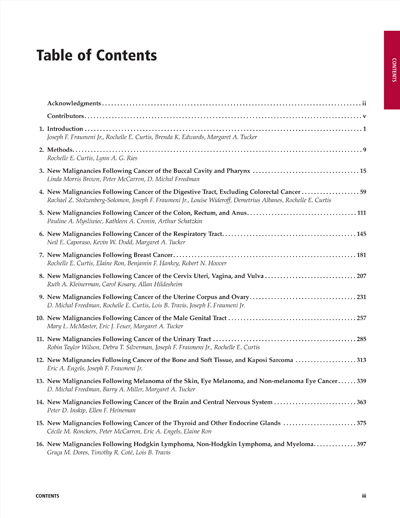 Table of Contents
CONTENTS
Acknowledgments ii
Contributors v
1. Introduction 1
Joseph F. Fraumeni Jr., Rochelle E. Curtis, Brenda K. Edwards, Margaret A. Tucker
2. Methods 9
Rochelle E. Curtis, Lynn A. G. Ries
3. New Malignancies Following Cancer of the Buccal Cavity and Pharynx 15
Linda Morris Brown, Peter McCarron, D. Michal Freedman
4. New Malignancies Following Cancer of the Digestive Tract, Excluding Colorectal Cancer 59
Rachael Z. Stolzenberg-Solomon, Joseph F. Fraumeni Jr., Louise Wideroff, Demetrius Albanes, Rochelle E. Curtis
5. New Malignancies Following Cancer of the Colon, Rectum, and Anus 111
Pauline A. Mysliwiec, Kathleen A. Cronin, Arthur Schatzkin
6. New Malignancies Following Cancer of the Respiratory Tract 145
Neil E. Caporaso, Kevin W. Dodd, Margaret A. Tucker
7. New Malignancies Following Breast Cancer 181
Rochelle E. Curtis, Elaine Ron, Benjamin F. Hankey, Robert N. Hoover
8. New Malignancies Following Cancer of the Cervix Uteri, Vagina, and Vulva 207
Ruth A. Kleinerman, Carol Kosary, Allan Hildesheim
9. New Malignancies Following Cancer of the Uterine Corpus and Ovary 231
D. Michal Freedman, Rochelle E. Curtis, Lois B. Travis, Joseph F. Fraumeni Jr.
10. New Malignancies Following Cancer of the Male Genital Tract 257
Mary L. McMaster, Eric J. Feuer, Margaret A. Tucker
11. New Malignancies Following Cancer of the Urinary Tract 285
Robin Taylor Wilson, Debra T. Silverman, Joseph F. Fraumeni Jr., Rochelle E. Curtis
12. New Malignancies Following Cancer of the Bone and Soft Tissue, and Kaposi Sarcoma 313
Eric A. Engels, Joseph F. Fraumeni Jr.
13. New Malignancies Following Melanoma of the Skin, Eye Melanoma, and Non-melanoma Eye Cancer 339
D. Michal Freedman, Barry A. Miller, Margaret A. Tucker
14. New Malignancies Following Cancer of the Brain and Central Nervous System 363
Peter D. Inskip, Ellen F. Heineman
15. New Malignancies Following Cancer of the Thyroid and Other Endocrine Glands 375
Cécile M. Ronckers, Peter McCarron, Eric A. Engels, Elaine Ron
16. New Malignancies Following Hodgkin Lymphoma, Non-Hodgkin Lymphoma, and Myeloma 397
Graça M. Dores, Timothy R. Coté, Lois B. Travis
CONTENTS iii